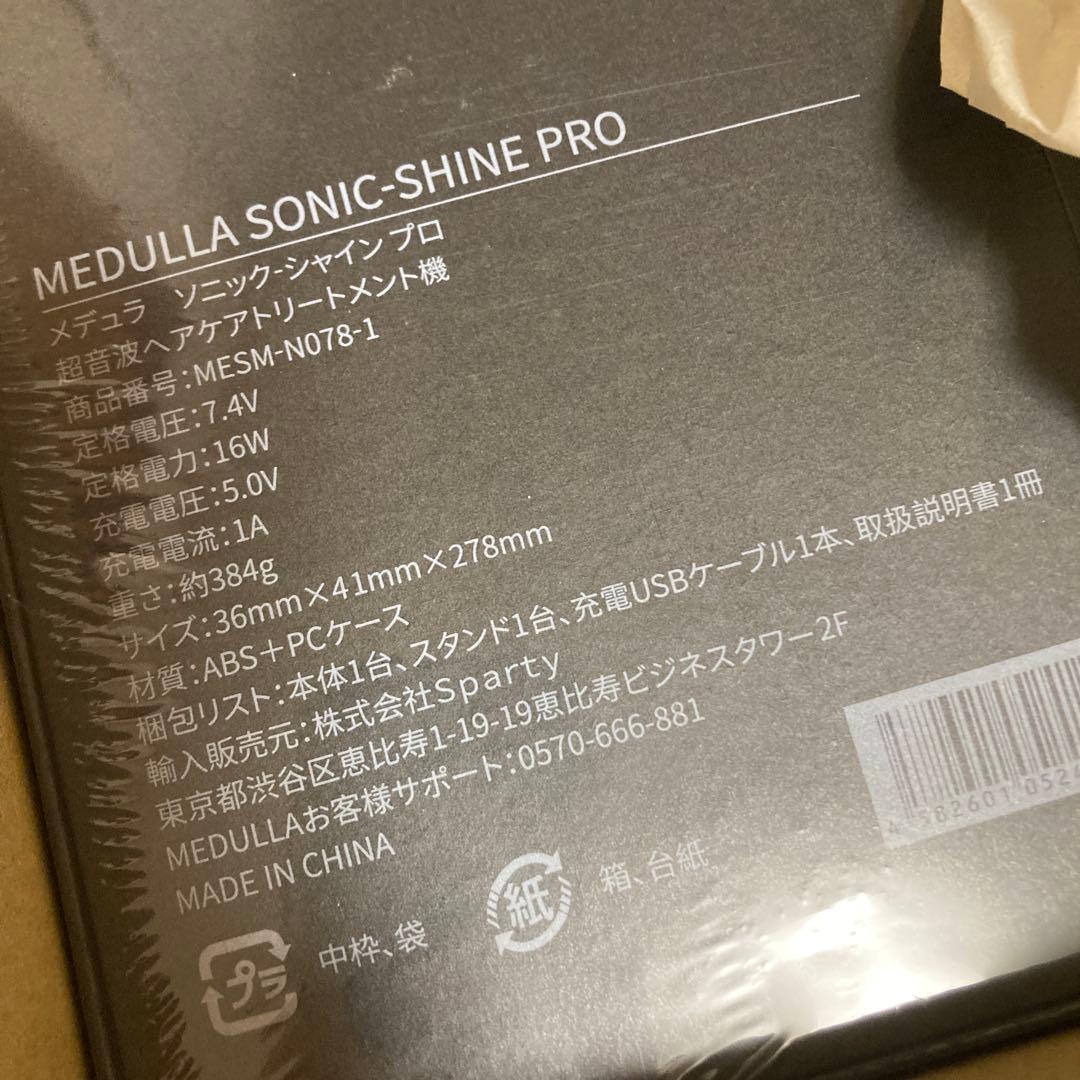 MEDULLA SONIC-SHINE PRO
メデュラ　ソニック-シャイン プロ
超音波ヘアケアトリートメント機
商品番号：MESM-N078-1
定格電圧：7.4V
定格電力：16W
充電電圧：5.0V
充電電流：1A
重さ：約384g
サイズ：36mm×41mm×278mm
材質：ABS＋PCケース
梱包リスト：本体1台、スタンド1台、充電USBケーブル1本、取扱説明書1冊
輸入販売元：株式会社Sparty
東京都渋谷区恵比寿1-19-19恵比寿ビジネスタワー2F
MEDULLAお客様サポート：0570-666-881
MADE IN CHINA
プラ 中枠、袋
紙 箱、台紙
4 582601 052